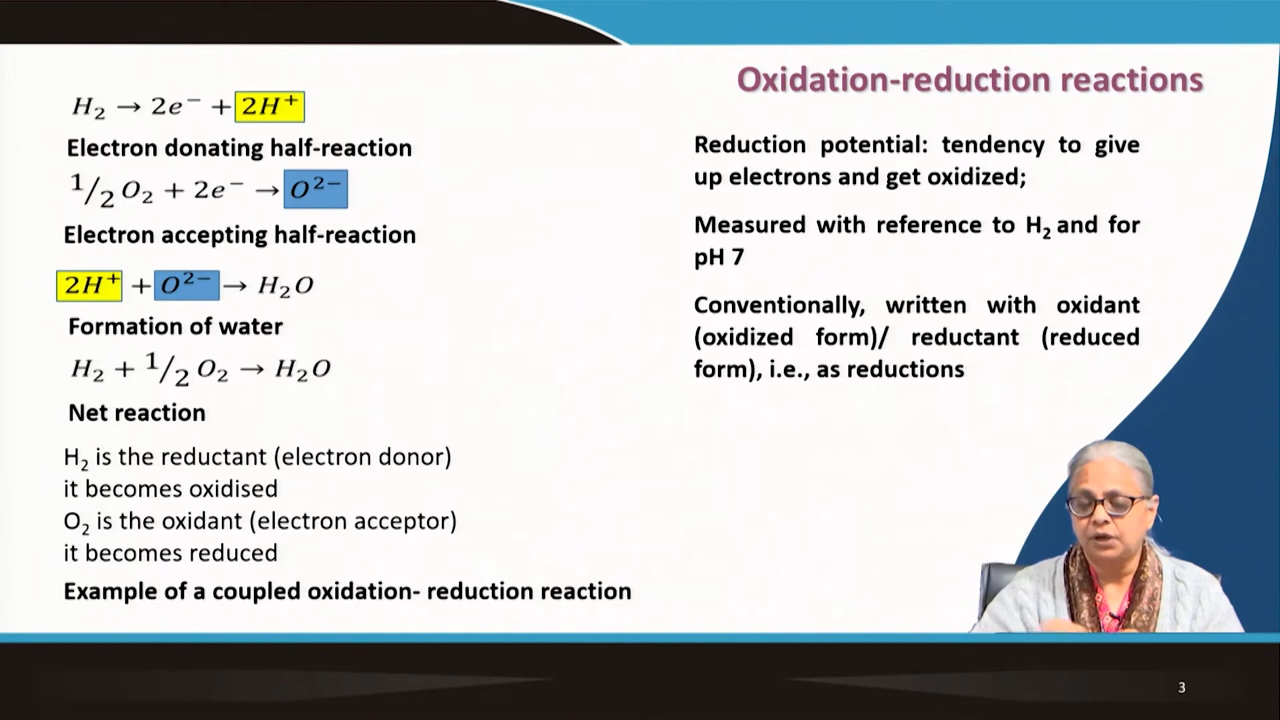 Oxidation-reduction reactions
H₂ → 2e⁻ + 2H⁺
Electron donating half-reaction
1/2 O₂ + 2e⁻ → O²⁻
Electron accepting half-reaction
2H⁺ + O²⁻ → H₂O
Formation of water
H₂ + 1/2 O₂ → H₂O
Net reaction
H₂ is the reductant (electron donor)
it becomes oxidised
O₂ is the oxidant (electron acceptor)
it becomes reduced
Example of a coupled oxidation- reduction reaction
Reduction potential: tendency to give
up electrons and get oxidized;
Measured with reference to H₂ and for
pH 7
Conventionally, written with oxidant
(oxidized form)/ reductant (reduced
form), i.e., as reductions
3